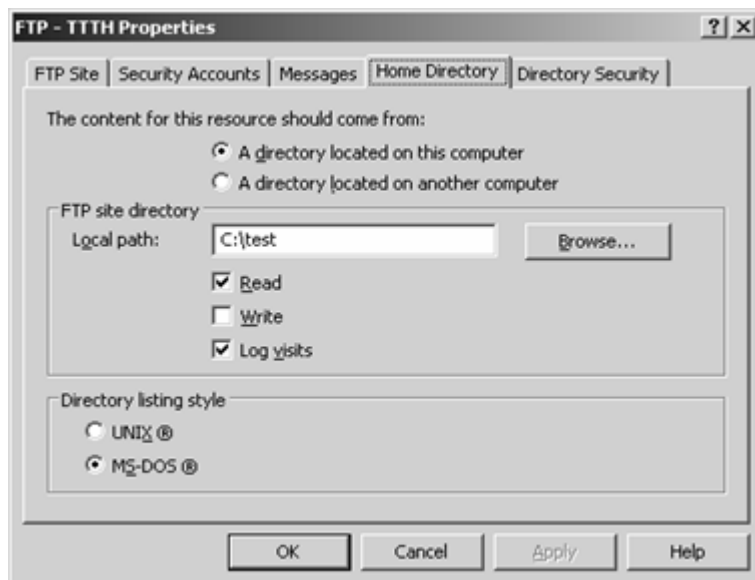 FTP - TTTH Properties
FTP Site Security Accounts Messages Home Directory Directory Security
The content for this resource should come from:
A directory located on this computer
A directory located on another computer
FTP site directory
Local path: C:\test Browse...
Read
Write
Log visits
Directory listing style
UNIX ®
MS-DOS ®
OK Cancel Apply Help